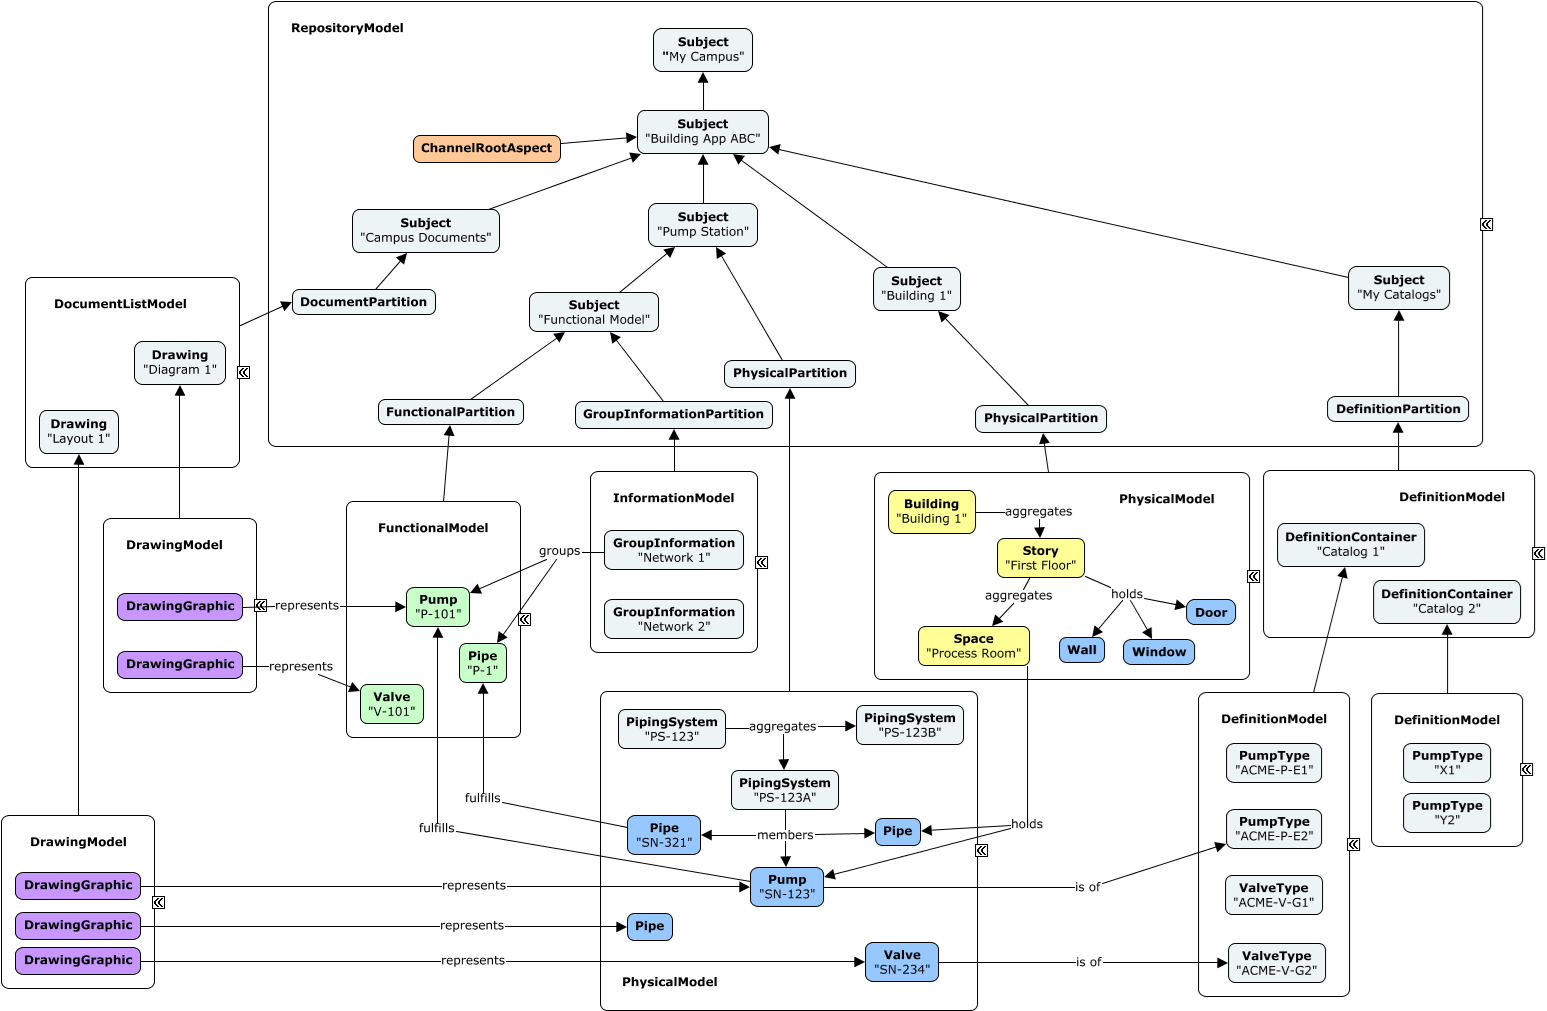 RepositoryModel
Subject
"My Campus"
Subject
"Building App ABC"
ChannelRootAspect
Subject
"Campus Documents"
Subject
"Pump Station"
Subject
"Building 1"
Subject
"My Catalogs"
DocumentPartition
Subject
"Functional Model"
PhysicalPartition
FunctionalPartition
GroupInformationPartition
PhysicalPartition
DefinitionPartition
DocumentListModel
Drawing
"Diagram 1"
Drawing
"Layout 1"
DrawingModel
DrawingGraphic
represents
DrawingGraphic
represents
FunctionalModel
Pump
"P-101"
Pipe
"P-1"
Valve
"V-101"
groups
InformationModel
GroupInformation
"Network 1"
GroupInformation
"Network 2"
PhysicalModel
Building
"Building 1"
aggregates
Story
"First Floor"
aggregates
holds
Space
"Process Room"
Door
Wall
Window
DefinitionModel
DefinitionContainer
"Catalog 1"
DefinitionContainer
"Catalog 2"
PipingSystem
"PS-123"
aggregates
PipingSystem
"PS-123B"
PipingSystem
"PS-123A"
fulfills
fulfills
Pipe
"SN-321"
members
Pipe
holds
Pump
"SN-123"
is of
Pipe
Valve
"SN-234"
is of
PhysicalModel
DrawingModel
DrawingGraphic
represents
DrawingGraphic
represents
DrawingGraphic
represents
DefinitionModel
PumpType
"ACME-P-E1"
PumpType
"ACME-P-E2"
ValveType
"ACME-V-G1"
ValveType
"ACME-V-G2"
DefinitionModel
PumpType
"X1"
PumpType
"Y2"